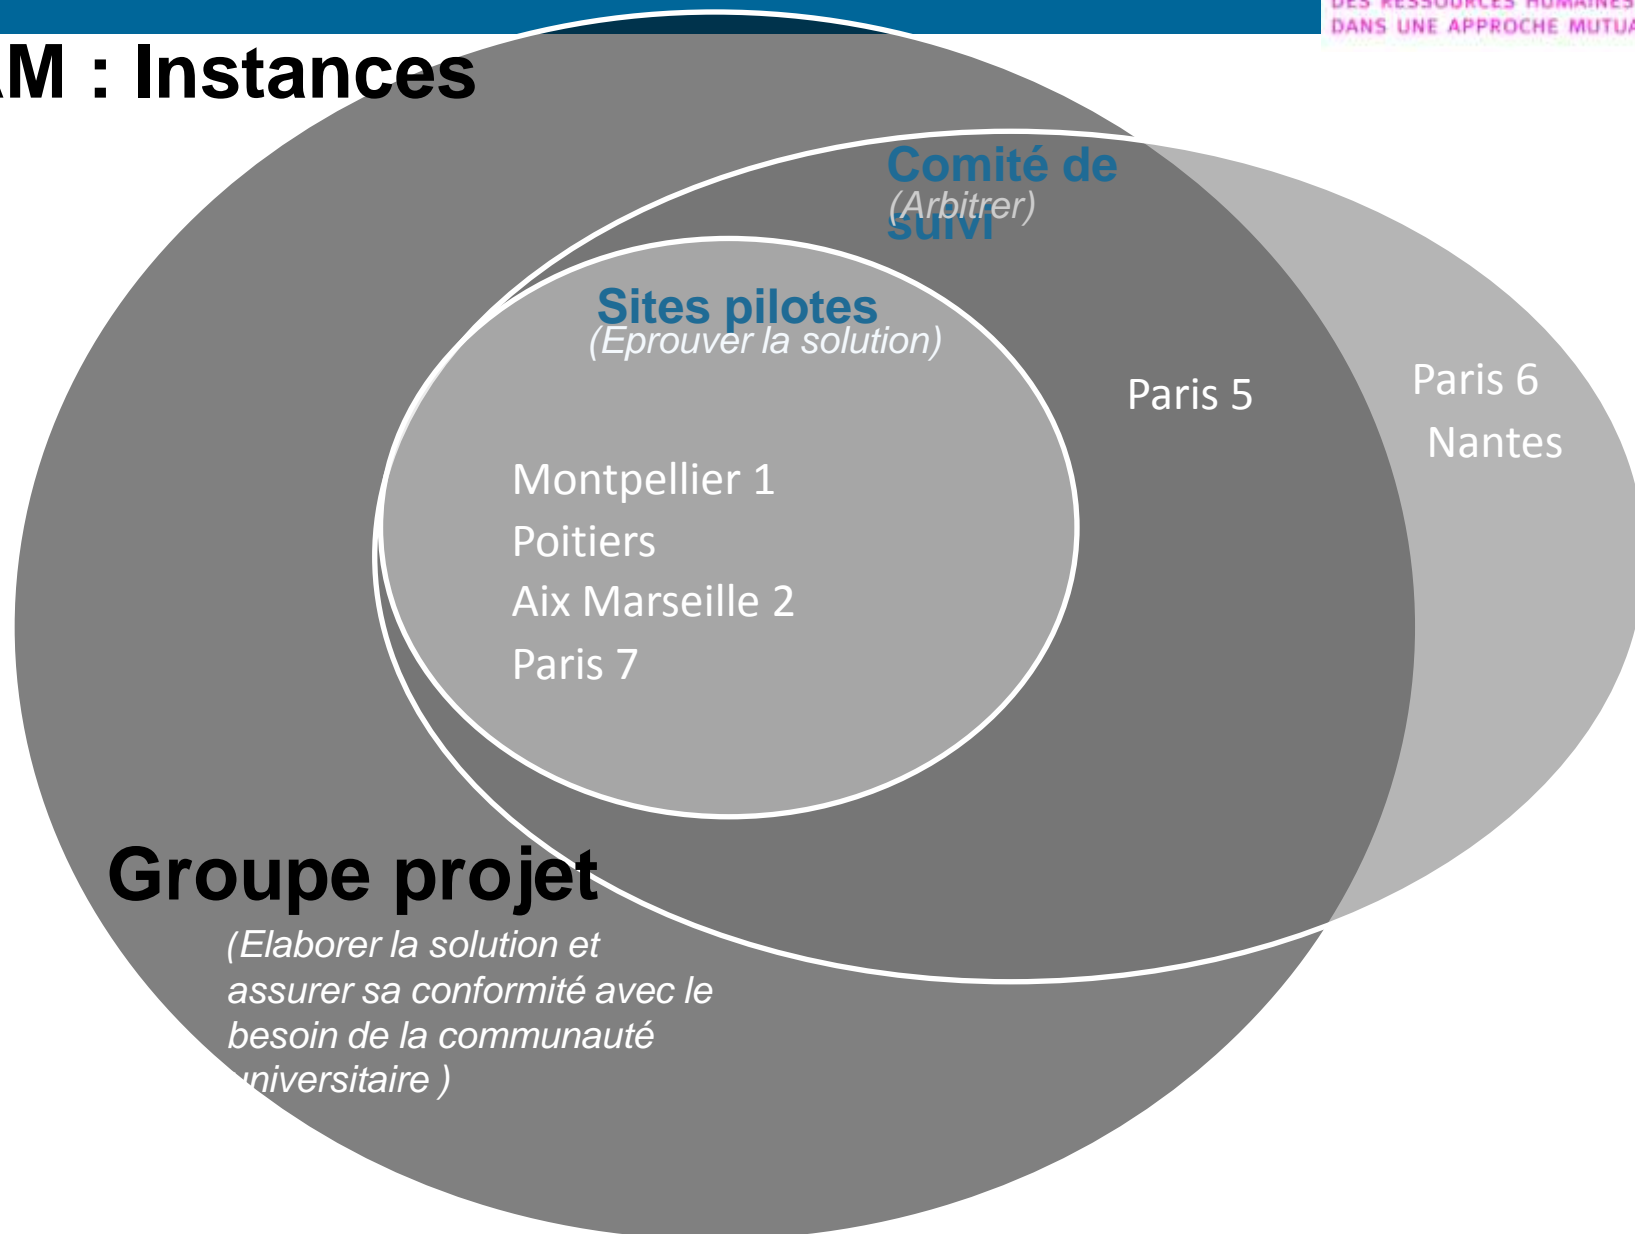 DES RESSOURCES HUMAINES
DANS UNE APPROCHE MUTUA
AM : Instances
Comité de
(Arbitrer)
suivi
Sites pilotes
(Eprouver la solution)
Paris 5
Paris 6
Nantes
Montpellier 1
Poitiers
Aix Marseille 2
Paris 7
Groupe projet
(Elaborer la solution et
assurer sa conformité avec le
besoin de la communauté
universitaire )